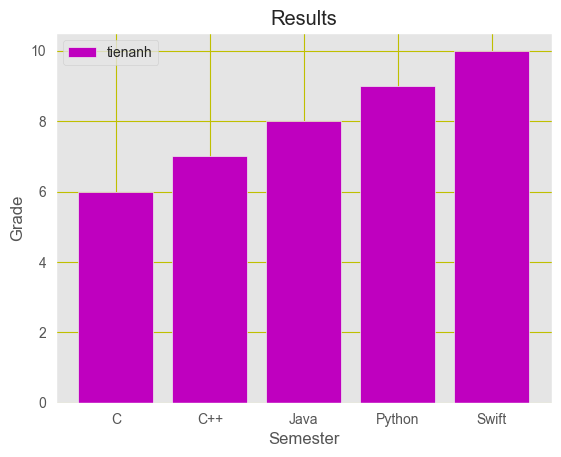 Results
tienanh
Grade
10
8
6
4
2
0
C C++ Java Python Swift
Semester